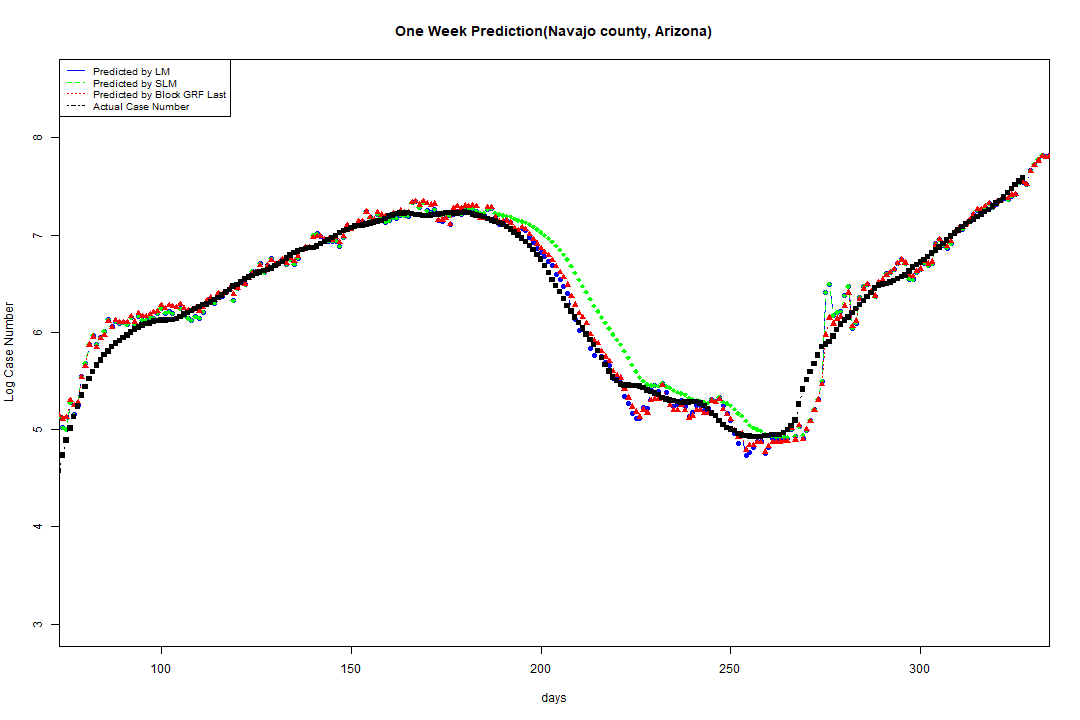 One Week Prediction(Navajo county, Arizona)
Predicted by LM
Predicted by SLM
Predicted by Block GRF Last
Actual Case Number
8
7
6
5
4
3
Log Case Number
100 150 200 250 300
days